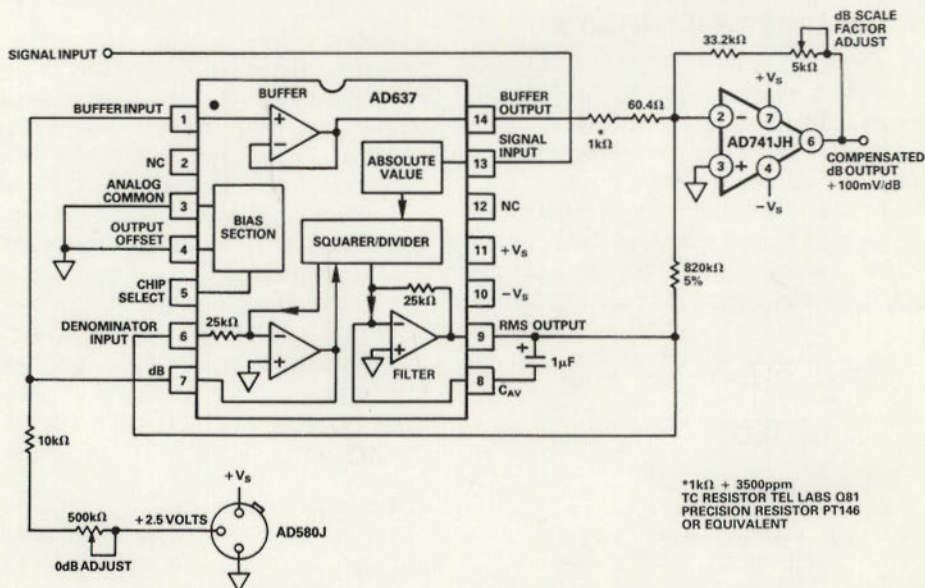 SIGNAL INPUT
BUFFER INPUT
1
NC
2
ANALOG
COMMON
3
OUTPUT
OFFSET
4
CHIP
SELECT
5
DENOMINATOR
INPUT
6
dB
7
BUFFER
AD637
+
−
BIAS
SECTION
ABSOLUTE
VALUE
SQUARER/DIVIDER
25kΩ
−
+
25kΩ
−
+
FILTER
14
BUFFER
OUTPUT
13
SIGNAL
INPUT
12
NC
11
+VS
10
−VS
9
RMS OUTPUT
8
CAV
+
1μF
*
1kΩ
60.4Ω
33.2kΩ
dB SCALE
FACTOR
ADJUST
5kΩ
+VS
2
−
7
AD741JH
6
3
+
4
−VS
COMPENSATED
dB OUTPUT
+ 100mV/dB
820kΩ
5%
10kΩ
500kΩ
0dB ADJUST
+2.5 VOLTS
+VS
AD580J
*1kΩ + 3500ppm
TC RESISTOR TEL LABS Q81
PRECISION RESISTOR PT146
OR EQUIVALENT